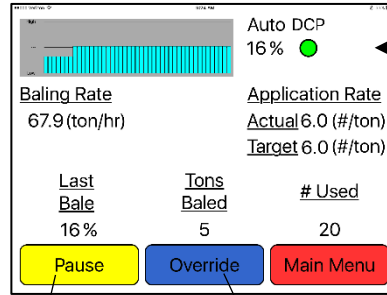 Auto DCP
16%
Baling Rate
67.9 (ton/hr)
Application Rate
Actual 6.0 (#/ton)
Target 6.0 (#/ton)
Last Bale
16%
Tons Baled
5
# Used
20
Pause
Override
Main Menu